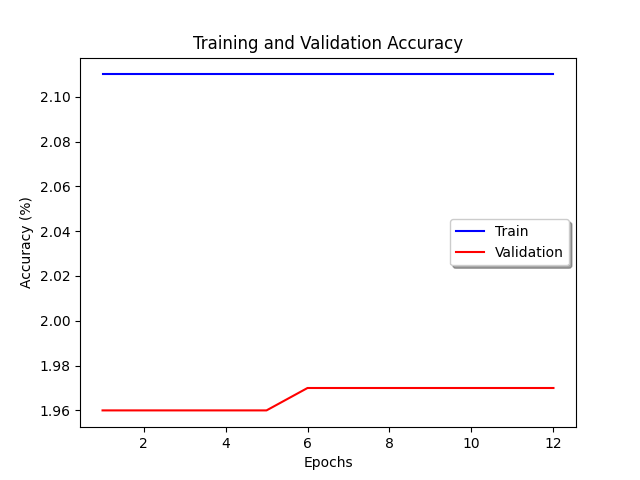 Training and Validation Accuracy
2.10
2.08
2.06
2.04
2.02
2.00
1.98
1.96
Accuracy (%)
Train
Validation
2 4 6 8 10 12
Epochs